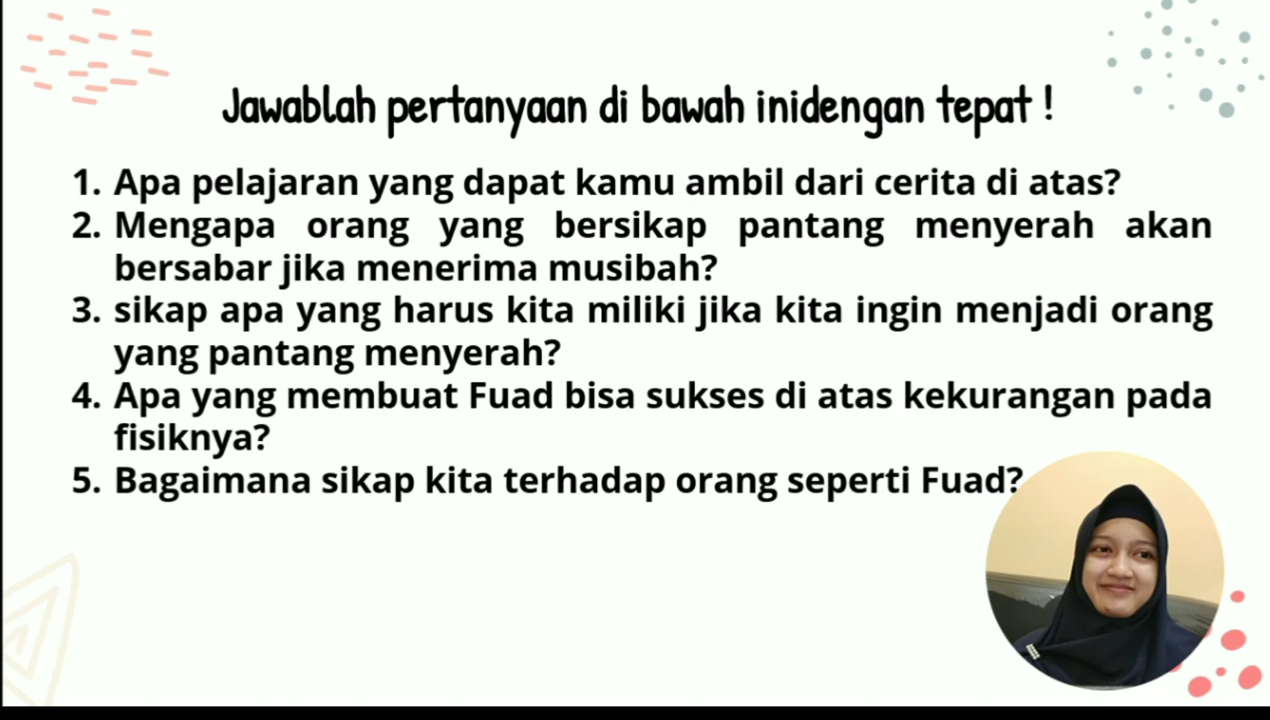 Jawablah pertanyaan di bawah inidengan tepat !
1. Apa pelajaran yang dapat kamu ambil dari cerita di atas?
2. Mengapa orang yang bersikap pantang menyerah akan
bersabar jika menerima musibah?
3. sikap apa yang harus kita miliki jika kita ingin menjadi orang
yang pantang menyerah?
4. Apa yang membuat Fuad bisa sukses di atas kekurangan pada
fisiknya?
5. Bagaimana sikap kita terhadap orang seperti Fuad?